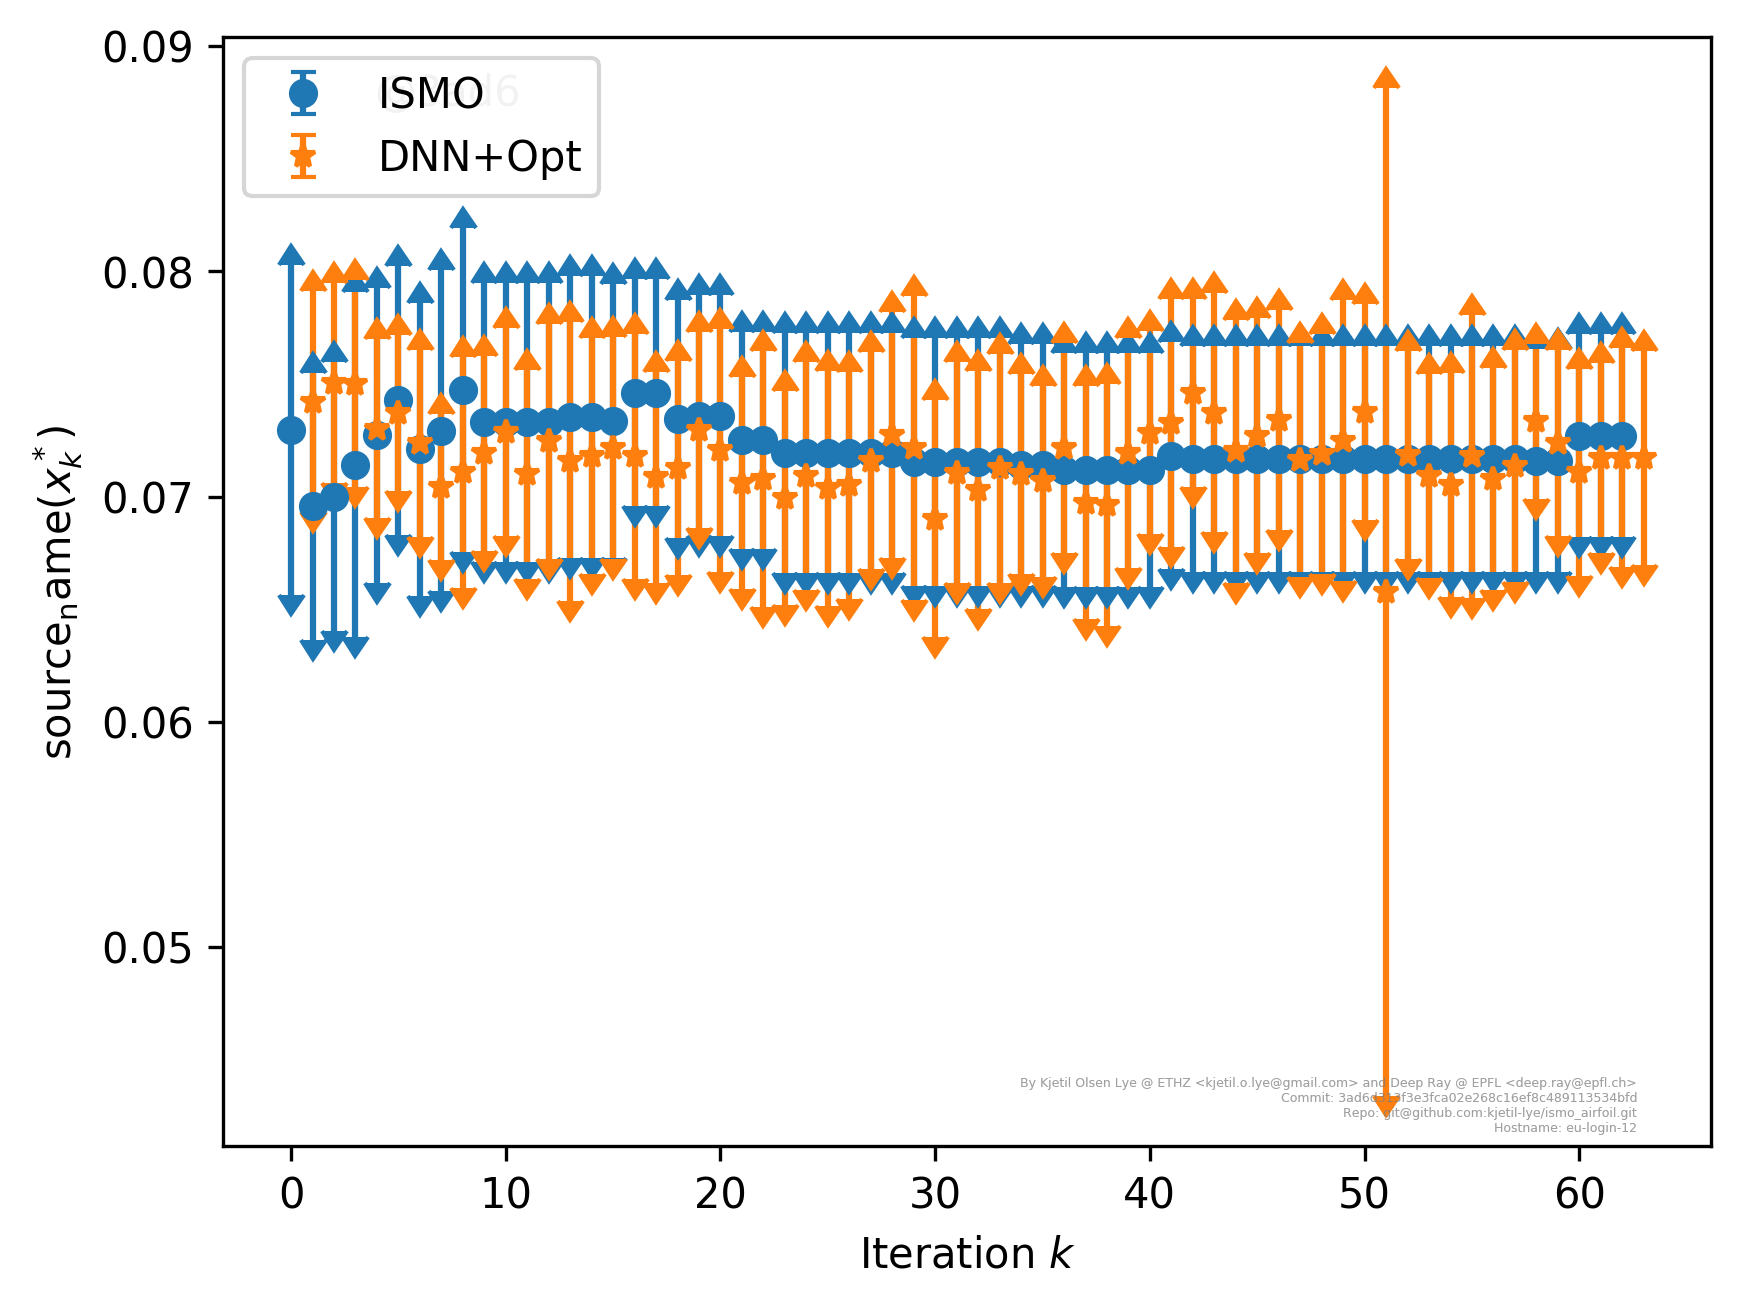 0.09
0.08
0.07
0.06
0.05
source_name(x_k^*)
ISMO
DNN+Opt
0 10 20 30 40 50 60
Iteration k
By Kjetil Olsen Lye @ ETHZ <kjetil.o.lye@gmail.com> and Deep Ray @ EPFL <deep.ray@epfl.ch>
Commit: 
Repo: git@github.com:kjetil-lye/ismo_airfoil.git
Hostname: eu-login-12